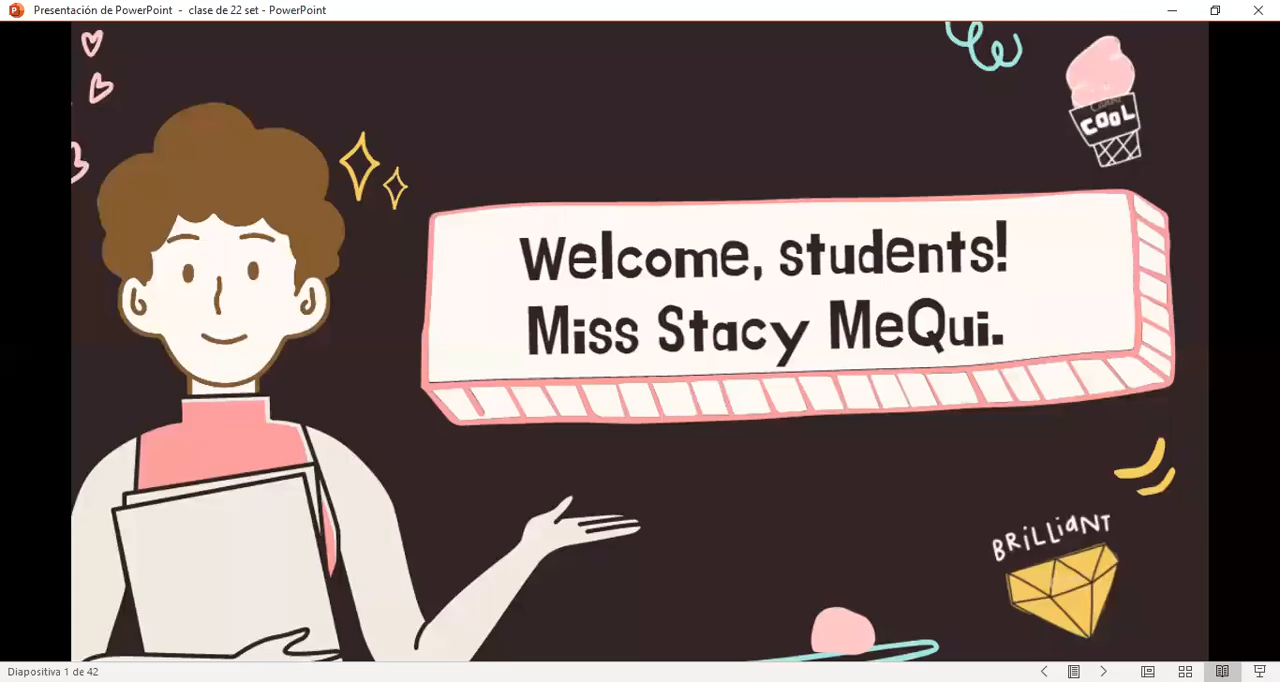 Presentación de PowerPoint - clase de 22 set - PowerPoint
COOL
Welcome, students!
Miss Stacy MeQui.
BRiLLiaNT
Diapositiva 1 de 42